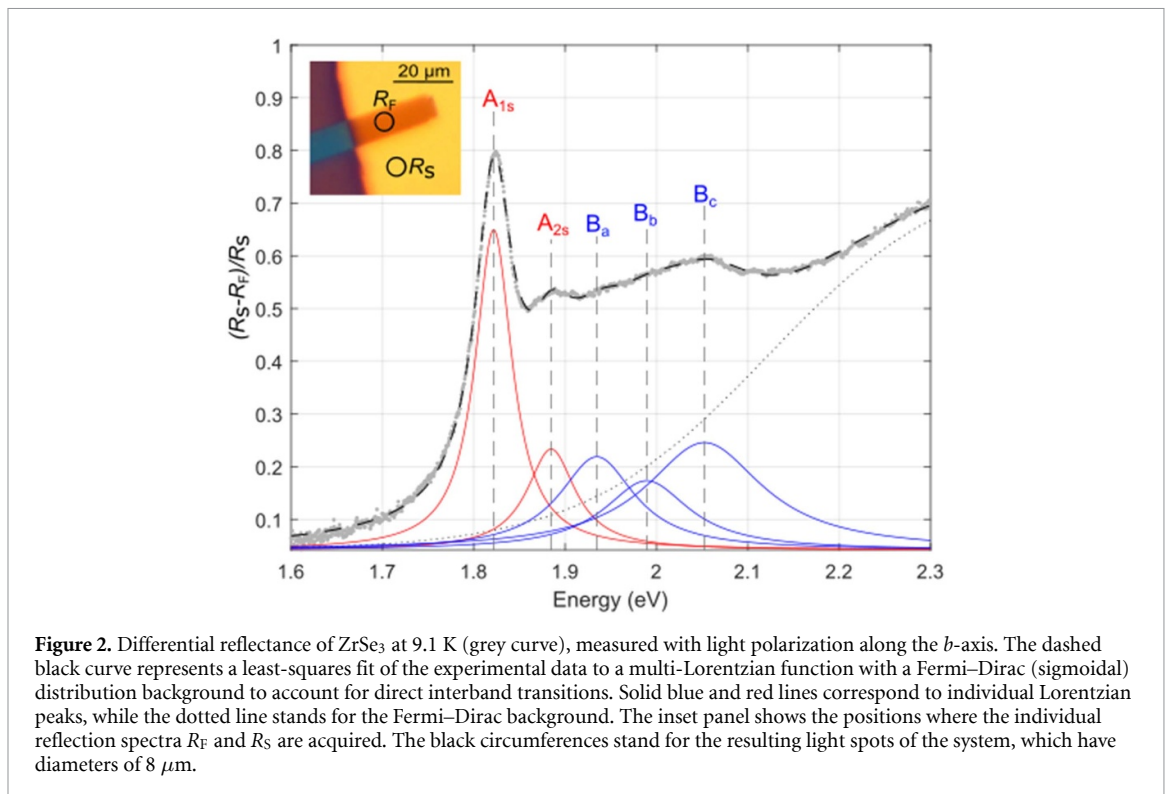 1
0.9
0.8
0.7
0.6
0.5
0.4
0.3
0.2
0.1
(RS-RF)/RS
20 µm
RF
RS
A1s
A2s
Ba
Bb
Bc
1.6 1.7 1.8 1.9 2 2.1 2.2 2.3
Energy (eV)
Figure 2. Differential reflectance of ZrSe₃ at 9.1 K (grey curve), measured with light polarization along the b-axis. The dashed
black curve represents a least-squares fit of the experimental data to a multi-Lorentzian function with a Fermi–Dirac (sigmoidal)
distribution background to account for direct interband transitions. Solid blue and red lines correspond to individual Lorentzian
peaks, while the dotted line stands for the Fermi–Dirac background. The inset panel shows the positions where the individual
reflection spectra RF and RS are acquired. The black circumferences stand for the resulting light spots of the system, which have
diameters of 8 µm.